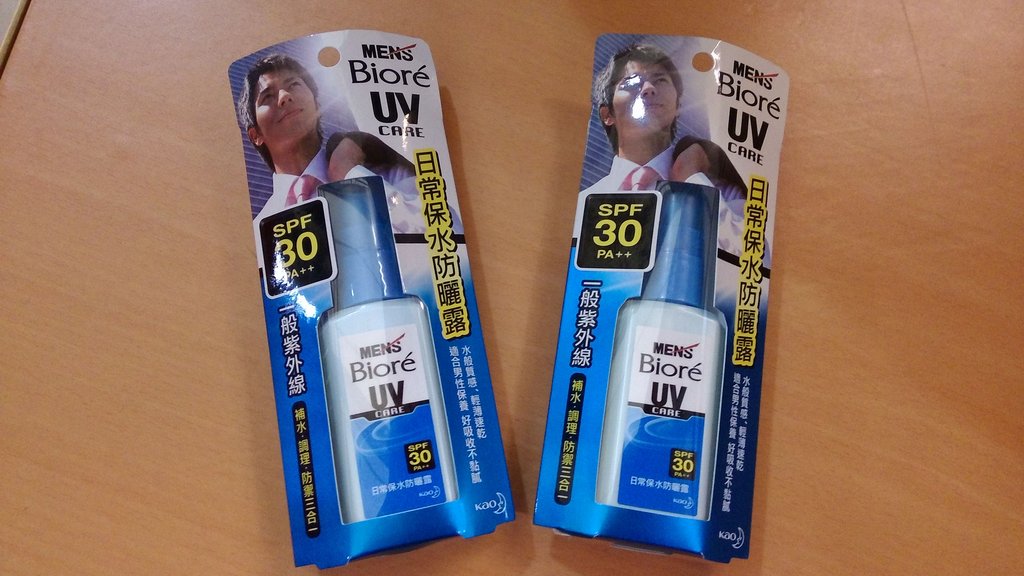 MEN'S
Bioré
UV
CARE
日常保水防曬露
SPF
30
PA++
一般紫外線
補水·調理·防禦三合一
水般質感、輕薄速乾
適合男性保養 好吸收不黏膩
MEN'S
Bioré
UV
CARE
SPF
30
PA++
日常保水防曬露
Kao
Kao
MEN'S
Bioré
UV
CARE
日常保水防曬露
SPF
30
PA++
一般紫外線
補水·調理·防禦三合一
水般質感、輕薄速乾
適合男性保養 好吸收不黏膩
MEN'S
Bioré
UV
CARE
SPF
30
PA++
日常保水防曬露
Kao
Kao